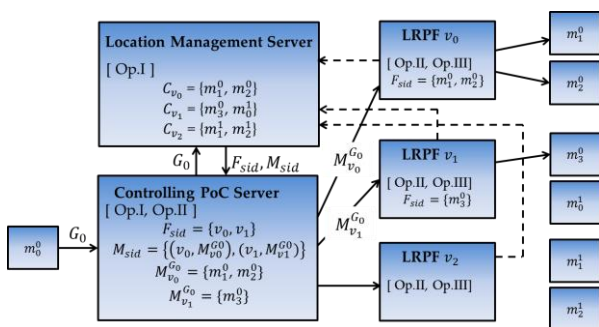 Location Management Server
[ Op.I ]
C_{v_0} = {m_1^0, m_2^0}
C_{v_1} = {m_3^0, m_0^1}
C_{v_2} = {m_1^1, m_2^1}
G_0
F_{sid}, M_{sid}
Controlling PoC Server
[ Op.I, Op.II ]
F_{sid} = {v_0, v_1}
M_{sid} = {(v_0, M_{v0}^{G0}), (v_1, M_{v1}^{G0})}
M_{v_0}^{G_0} = {m_1^0, m_2^0}
M_{v_1}^{G_0} = {m_3^0}
m_0^0
G_0
M_{v_0}^{G_0}
M_{v_1}^{G_0}
LRPF v_0
[ Op.II, Op.III ]
F_{sid} = {m_1^0, m_2^0}
LRPF v_1
[ Op.II, Op.III ]
F_{sid} = {m_3^0}
LRPF v_2
[ Op.II, Op.III ]
m_1^0
m_2^0
m_3^0
m_0^1
m_1^1
m_2^1